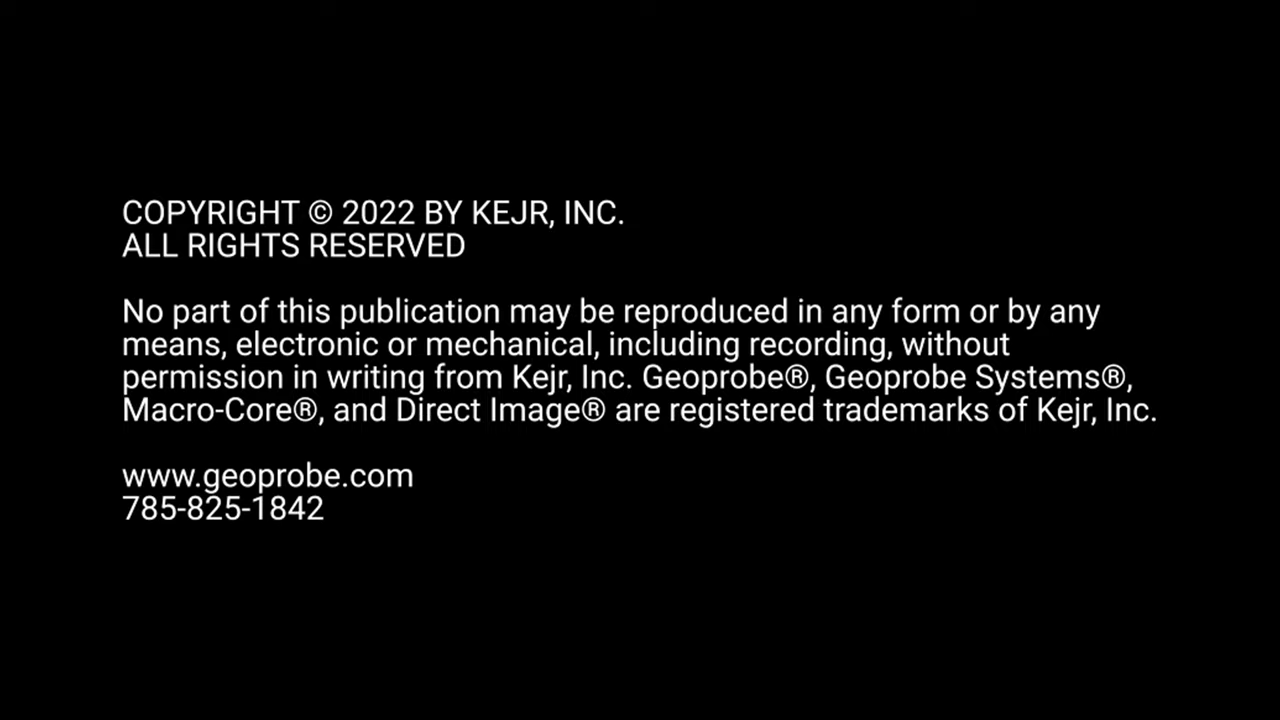 COPYRIGHT © 2022 BY KEJR, INC.
ALL RIGHTS RESERVED
No part of this publication may be reproduced in any form or by any
means, electronic or mechanical, including recording, without
permission in writing from Kejr, Inc. Geoprobe®, Geoprobe Systems®,
Macro-Core®, and Direct Image® are registered trademarks of Kejr, Inc.
www.geoprobe.com
785-825-1842